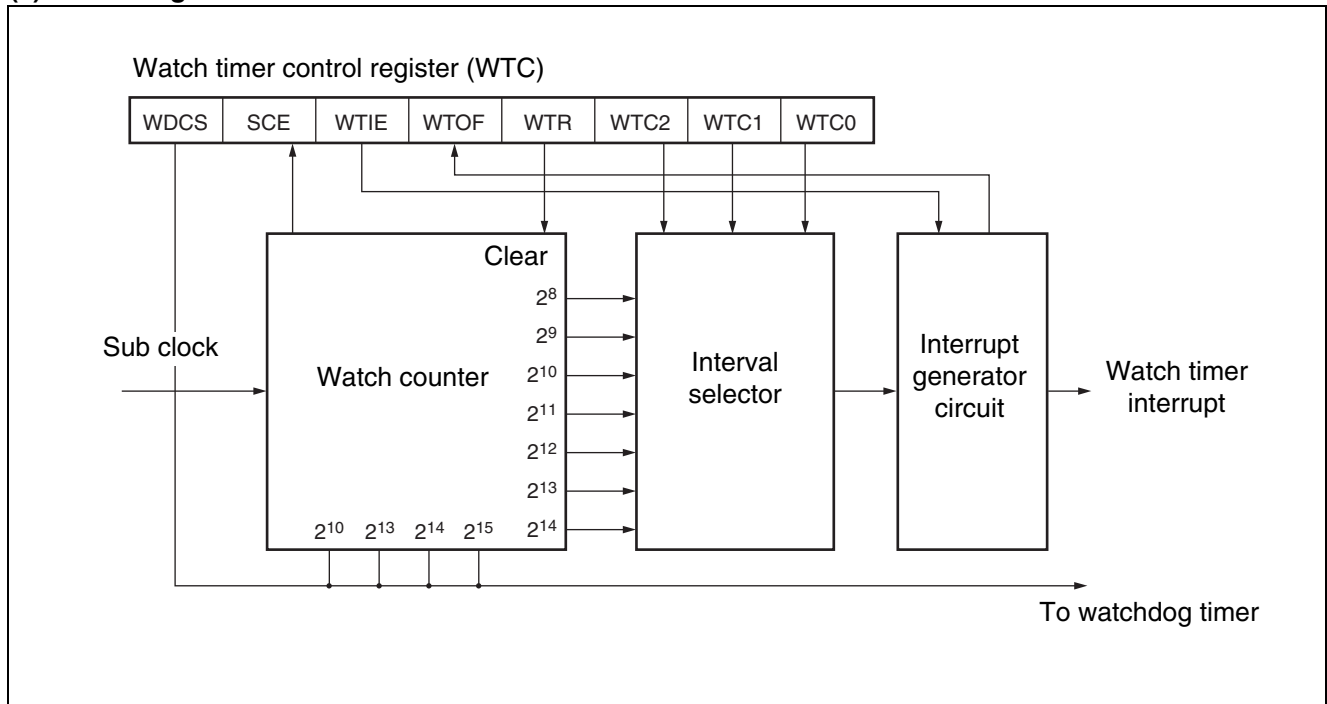 Watch timer control register (WTC)
WDCS SCE WTIE WTOF WTR WTC2 WTC1 WTC0
Clear
2⁸
2⁹
2¹⁰
2¹¹
2¹²
2¹³
2¹⁴
Sub clock
Watch counter
2¹⁰ 2¹³ 2¹⁴ 2¹⁵
Interval
selector
Interrupt
generator
circuit
Watch timer
interrupt
To watchdog timer